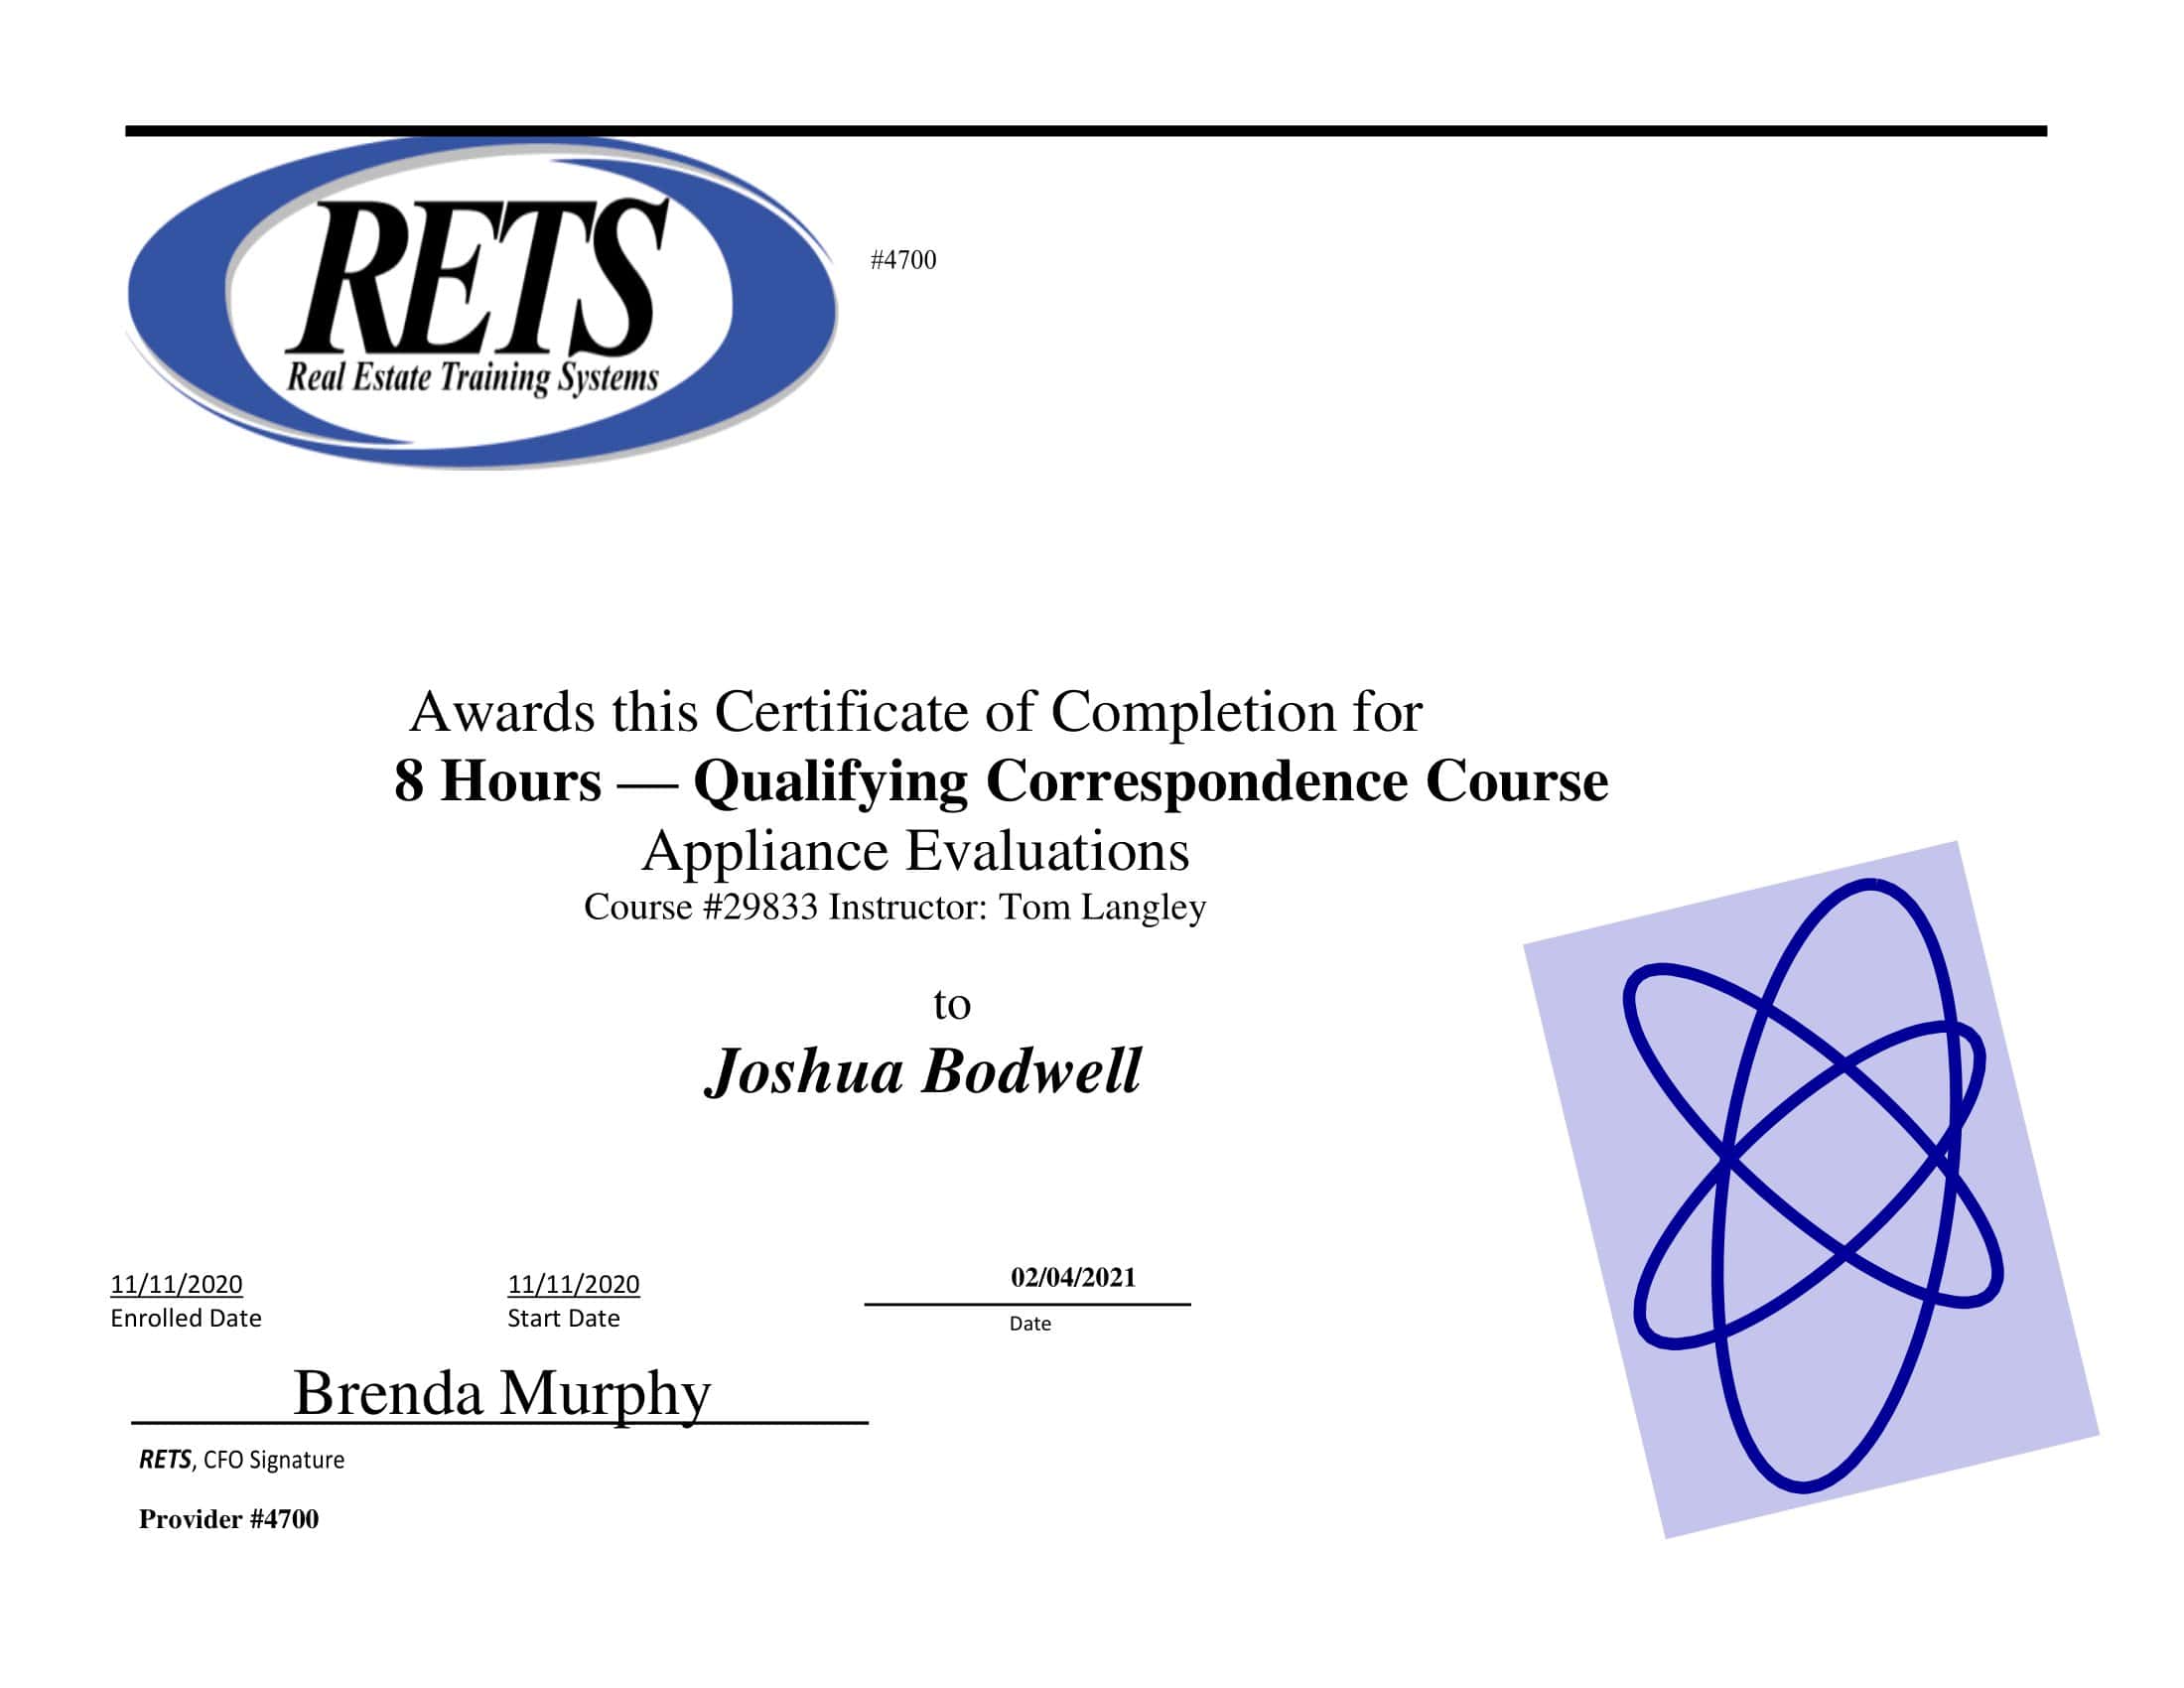 RETS
Real Estate Training Systems
#4700
Awards this Certificate of Completion for
8 Hours — Qualifying Correspondence Course
Appliance Evaluations
Course #29833 Instructor: Tom Langley
to
Joshua Bodwell
11/11/2020 11/11/2020 02/04/2021
Enrolled Date Start Date Date
Brenda Murphy
RETS, CFO Signature
Provider #4700